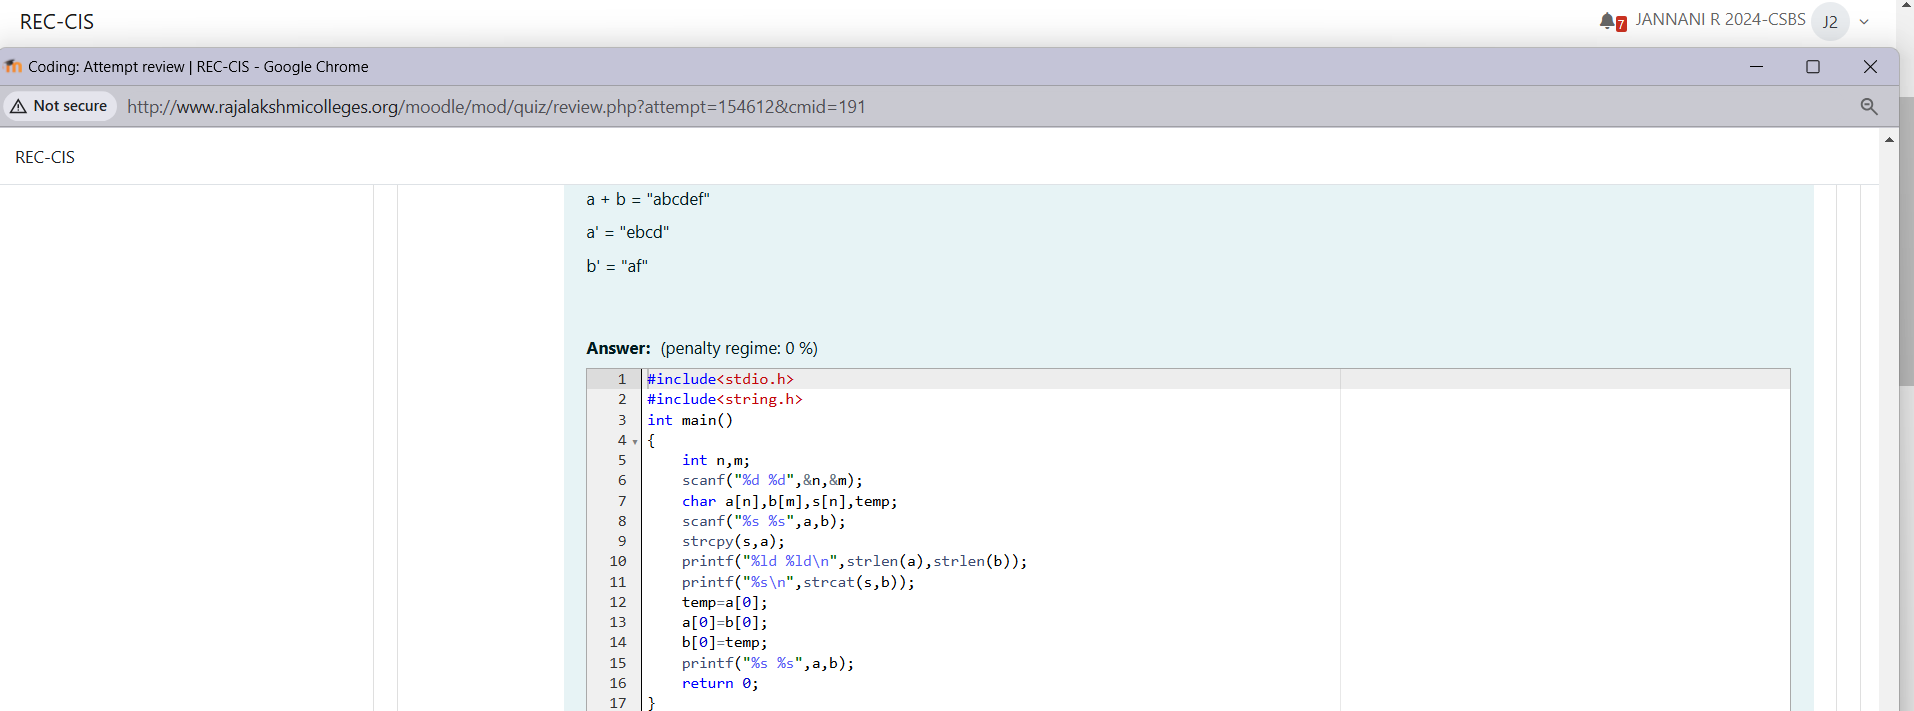 REC-CIS
7 JANNANI R 2024-CSBS J2
Coding: Attempt review | REC-CIS - Google Chrome
Not secure http://www.rajalakshmicolleges.org/moodle/mod/quiz/review.php?attempt=154612&cmid=191
REC-CIS
a + b = "abcdef"
a' = "ebcd"
b' = "af"
Answer: (penalty regime: 0 %)
1 #include<stdio.h>
2 #include<string.h>
3 int main()
4 {
5     int n,m;
6     scanf("%d %d",&n,&m);
7     char a[n],b[m],s[n],temp;
8     scanf("%s %s",a,b);
9     strcpy(s,a);
10     printf("%ld %ld\n",strlen(a),strlen(b));
11     printf("%s\n",strcat(s,b));
12     temp=a[0];
13     a[0]=b[0];
14     b[0]=temp;
15     printf("%s %s",a,b);
16     return 0;
17 }